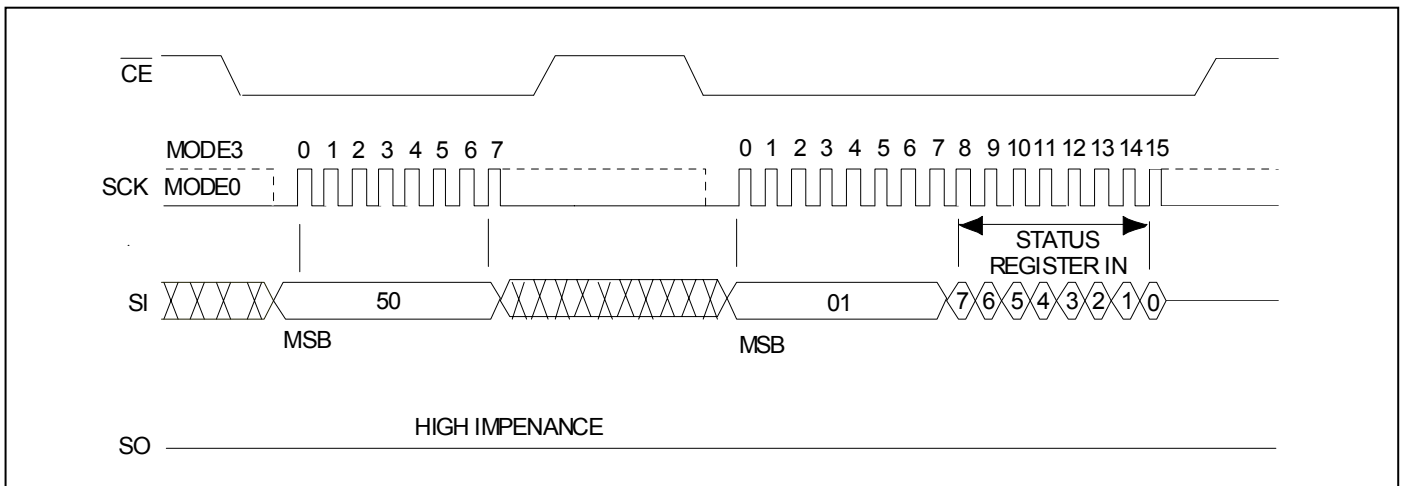 CE
MODE3 0 1 2 3 4 5 6 7 0 1 2 3 4 5 6 7 8 9 10 11 12 13 14 15
SCK MODE0
STATUS
REGISTER IN
SI 50 01 7 6 5 4 3 2 1 0
MSB MSB
HIGH IMPENANCE
SO